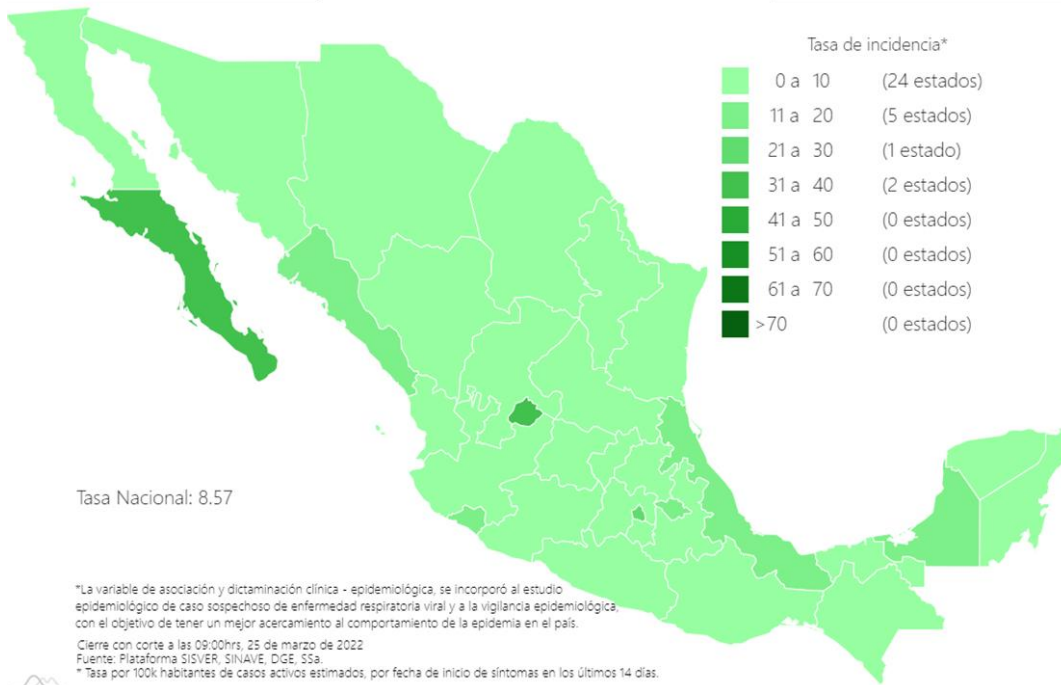 Tasa de incidencia*
0 a 10 (24 estados)
11 a 20 (5 estados)
21 a 30 (1 estado)
31 a 40 (2 estados)
41 a 50 (0 estados)
51 a 60 (0 estados)
61 a 70 (0 estados)
>70 (0 estados)
Tasa Nacional: 8.57
*La variable de asociación y dictaminación clínica - epidemiológica, se incorporó al estudio
epidemiológico de caso sospechoso de enfermedad respiratoria viral y a la vigilancia epidemiológica,
con el objetivo de tener un mejor acercamiento al comportamiento de la epidemia en el país.
Cierre con corte a las 09:00hrs, 25 de marzo de 2022
Fuente: Plataforma SISVER, SINAVE, DGE, SSa.
* Tasa por 100k habitantes de casos activos estimados, por fecha de inicio de síntomas en los últimos 14 días.